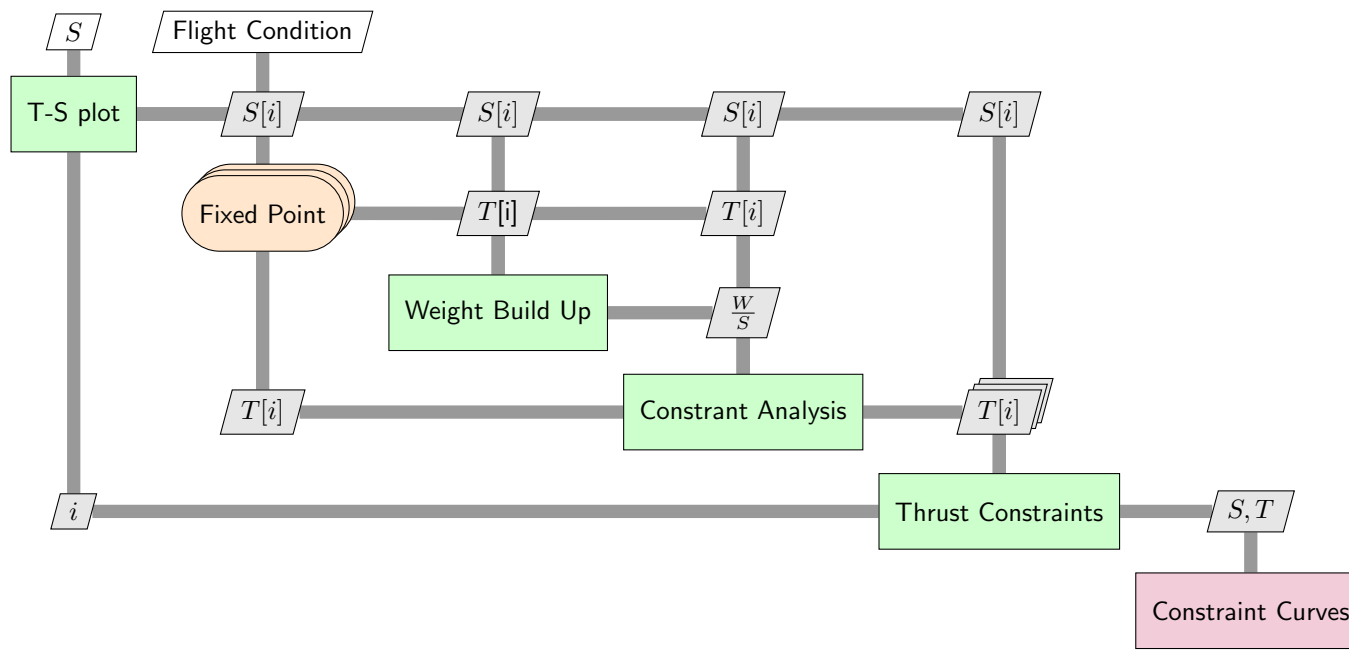 S
Flight Condition
T-S plot
S[i]
S[i]
S[i]
S[i]
Fixed Point
T[i]
T[i]
Weight Build Up
W
S
T[i]
Constrant Analysis
T[i]
i
Thrust Constraints
S, T
Constraint Curves